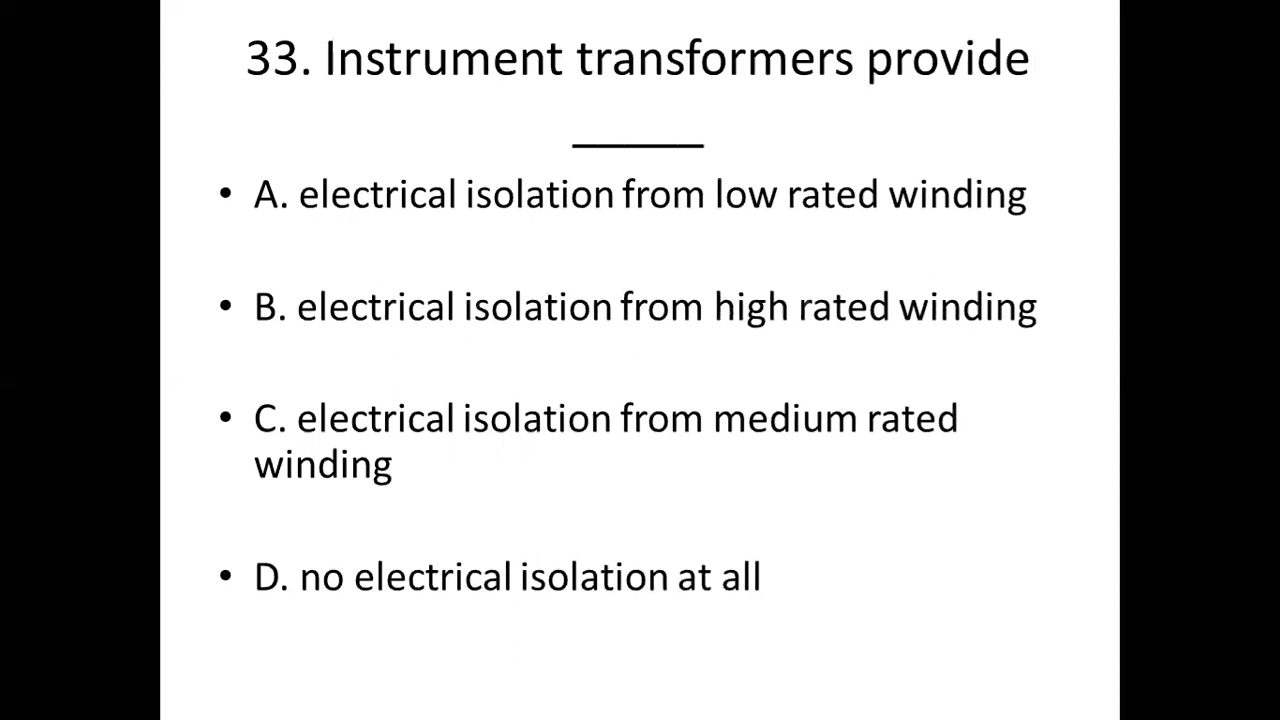 33. Instrument transformers provide
______
• A. electrical isolation from low rated winding
• B. electrical isolation from high rated winding
• C. electrical isolation from medium rated
winding
• D. no electrical isolation at all